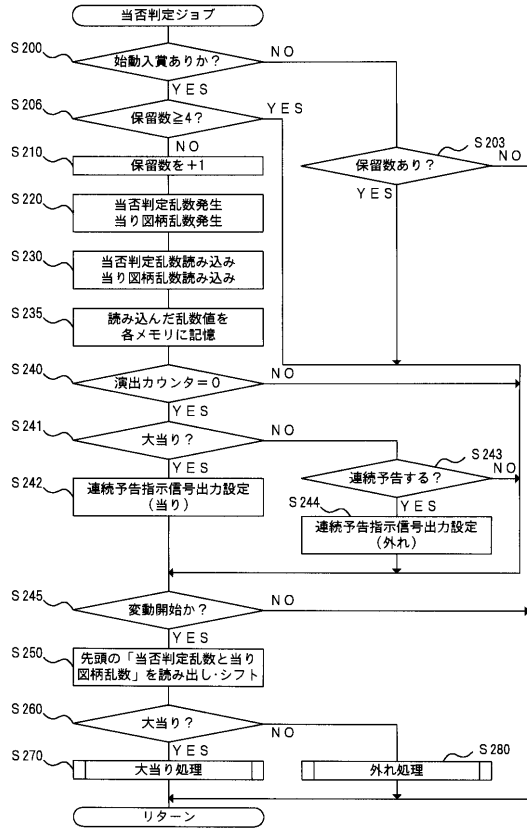 当否判定ジョブ
S200
始動入賞ありか？
NO
YES
S206
保留数≧4？
YES
NO
S203
保留数あり？
NO
YES
S210
保留数を＋1
S220
当否判定乱数発生
当り図柄乱数発生
S230
当否判定乱数読み込み
当り図柄乱数読み込み
S235
読み込んだ乱数値を
各メモリに記憶
S240
演出カウンター＝0
NO
YES
S241
大当り？
NO
YES
S243
連続予告する？
NO
YES
S242
連続予告指示信号出力設定
（当り）
S244
連続予告指示信号出力設定
（外れ）
S245
変動開始か？
NO
YES
S250
先頭の「当否判定乱数と当り
図柄乱数」を読み出し・シフト
S260
大当り？
NO
YES
S270
大当り処理
S280
外れ処理
リターン